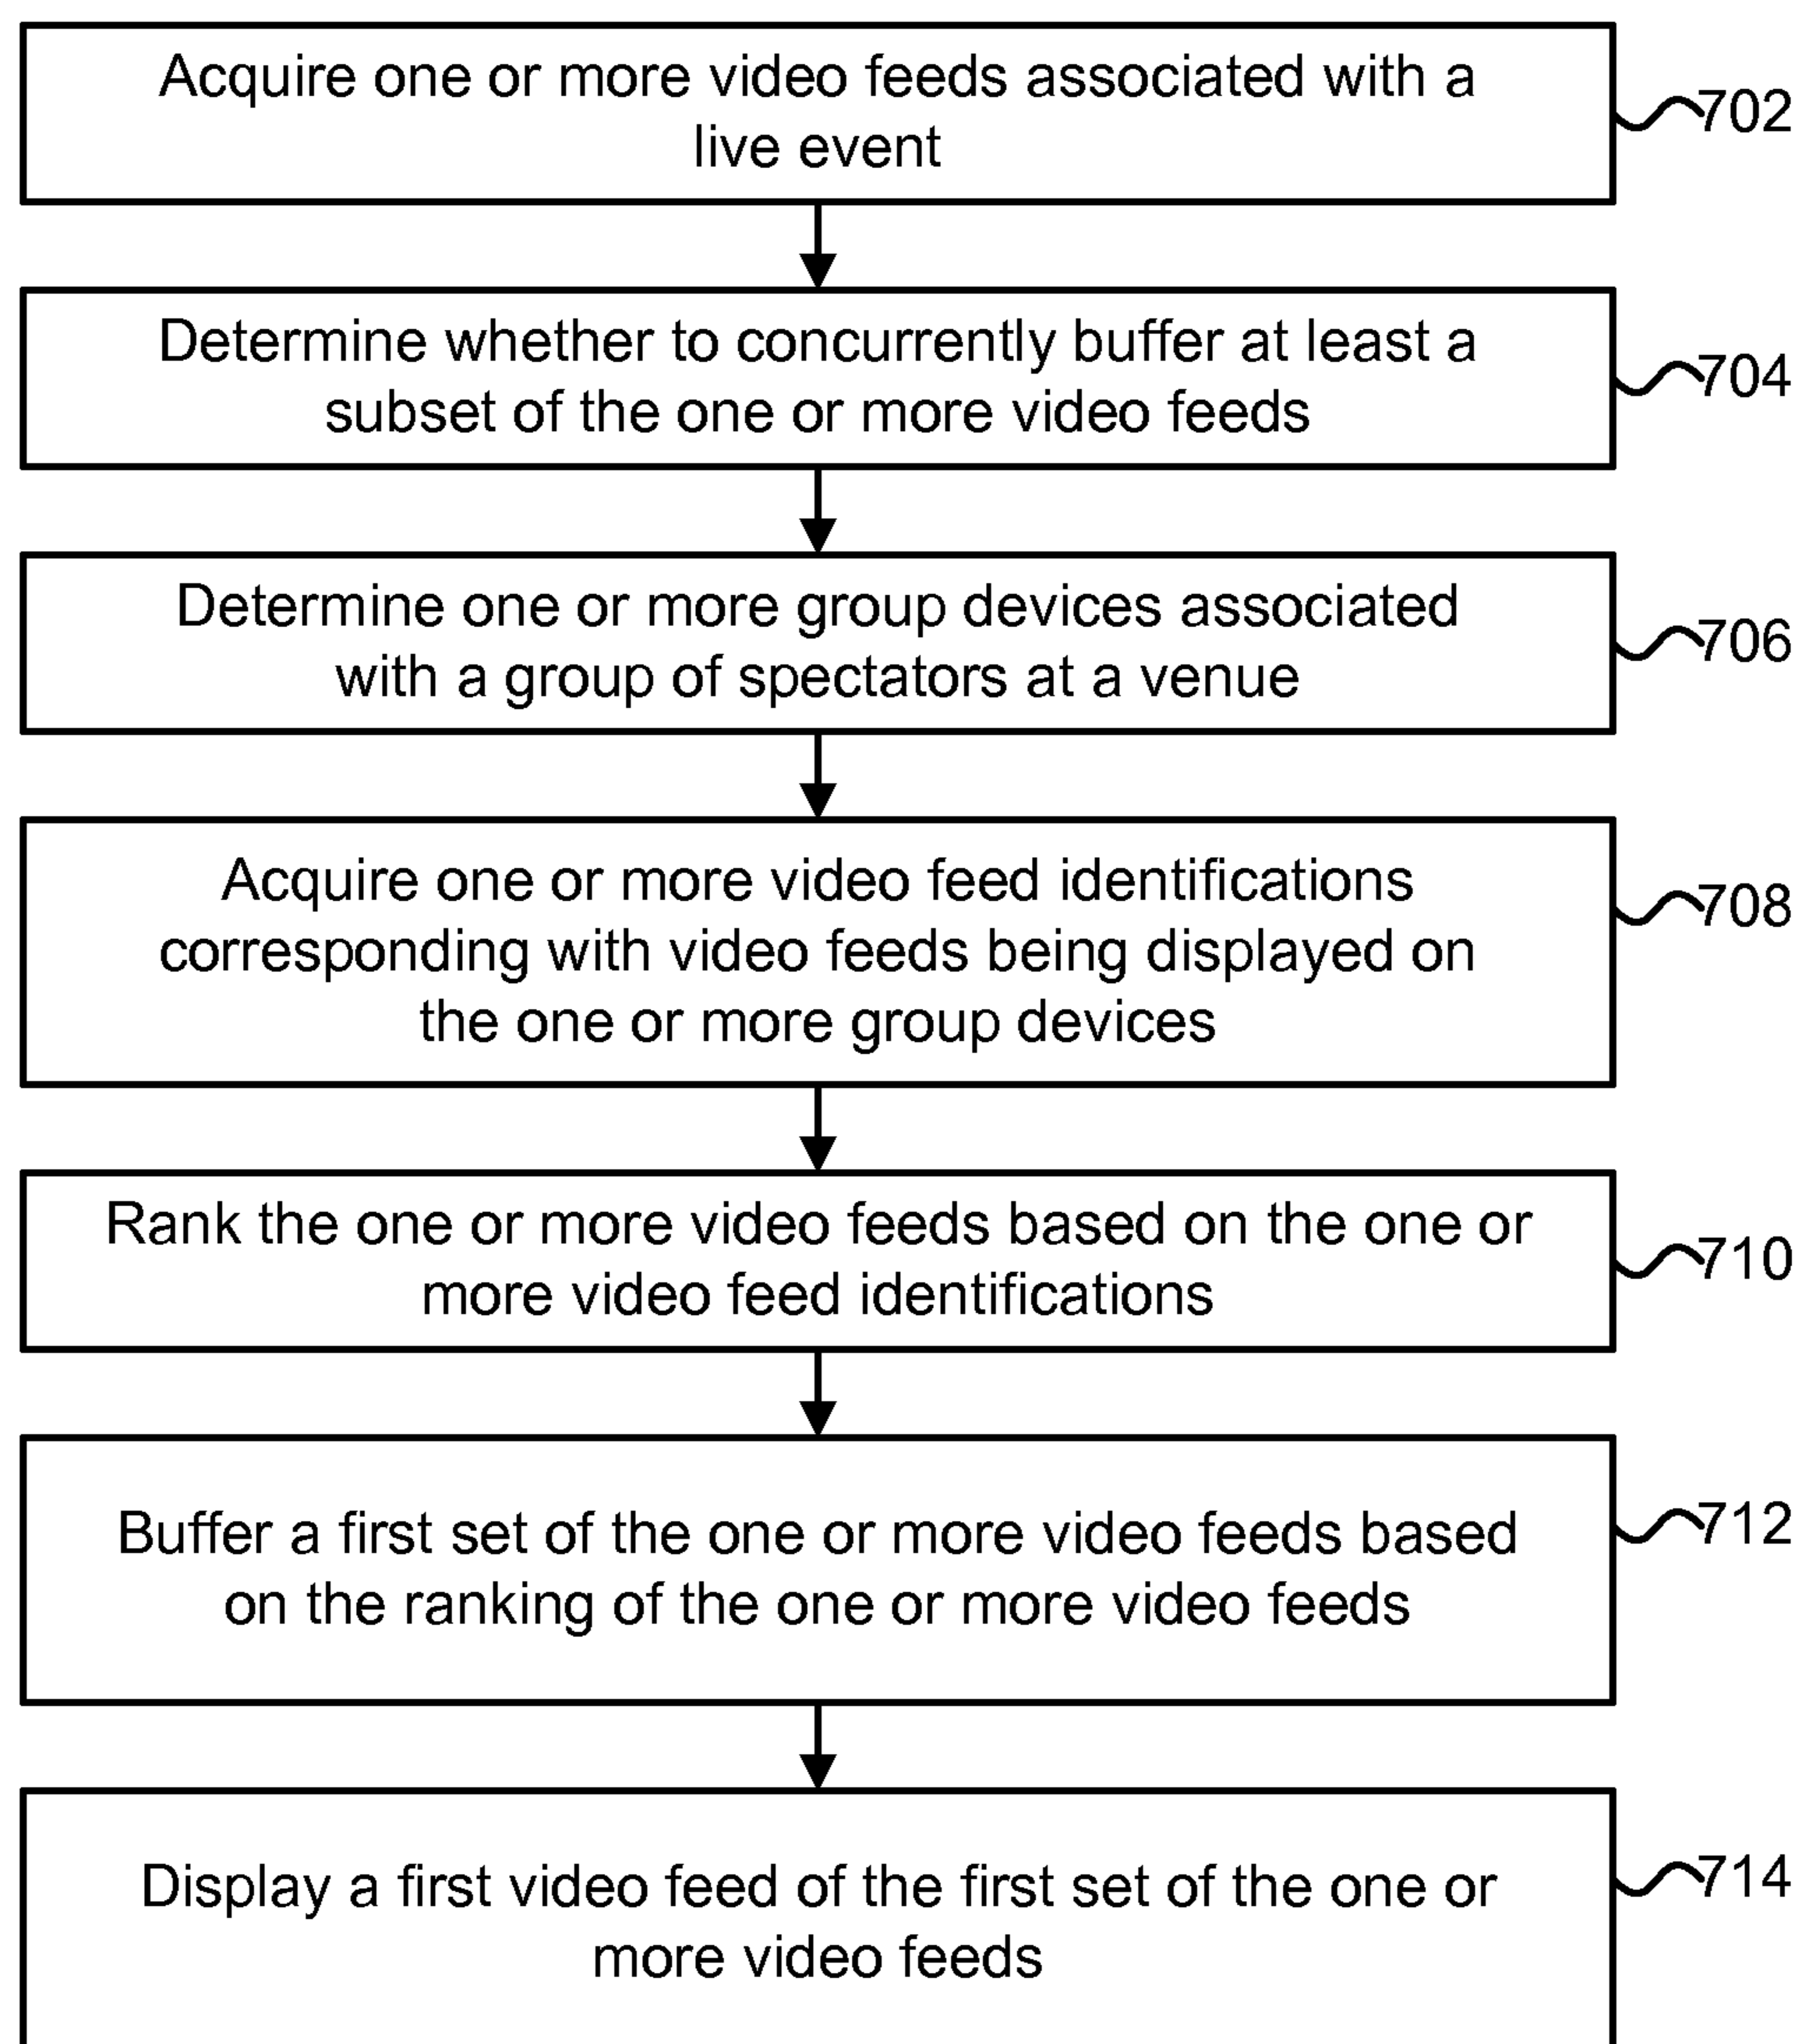 Acquire one or more video feeds associated with a
live event
702
Determine whether to concurrently buffer at least a
subset of the one or more video feeds
704
Determine one or more group devices associated
with a group of spectators at a venue
706
Acquire one or more video feed identifications
corresponding with video feeds being displayed on
the one or more group devices
708
Rank the one or more video feeds based on the one or
more video feed identifications
710
Buffer a first set of the one or more video feeds based
on the ranking of the one or more video feeds
712
Display a first video feed of the first set of the one or
more video feeds
714